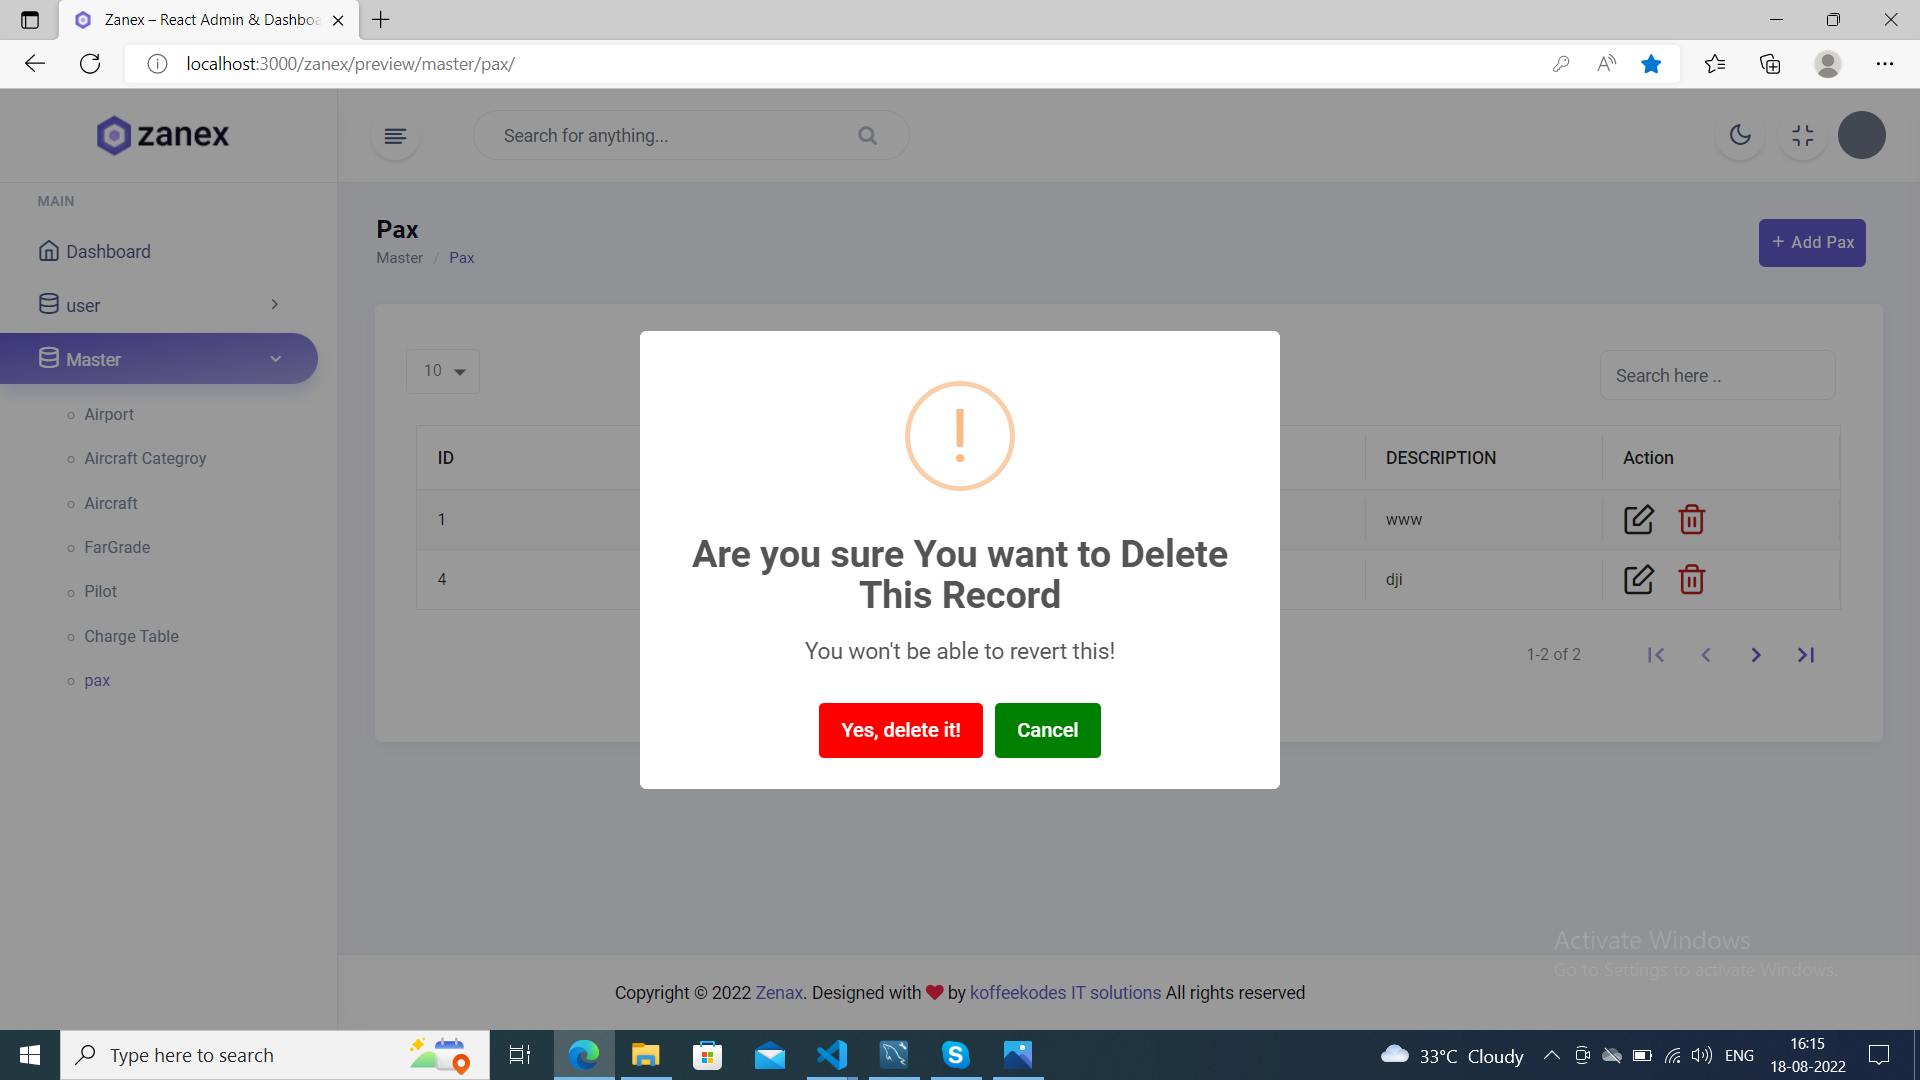 Zanex – React Admin & Dashboa
localhost:3000/zanex/preview/master/pax/
zanex
Search for anything...
MAIN
Dashboard
user
Master
Airport
Aircraft Categroy
Aircraft
FarGrade
Pilot
Charge Table
pax
Pax
Master / Pax
+ Add Pax
10
Search here ..
ID
DESCRIPTION
Action
1
www
4
dji
1-2 of 2
Are you sure You want to Delete
This Record
You won't be able to revert this!
Yes, delete it!
Cancel
Activate Windows
Go to Settings to activate Windows.
Copyright © 2022 Zenax. Designed with ❤ by koffeekodes IT solutions All rights reserved
Type here to search
33°C Cloudy
ENG
16:15
18-08-2022